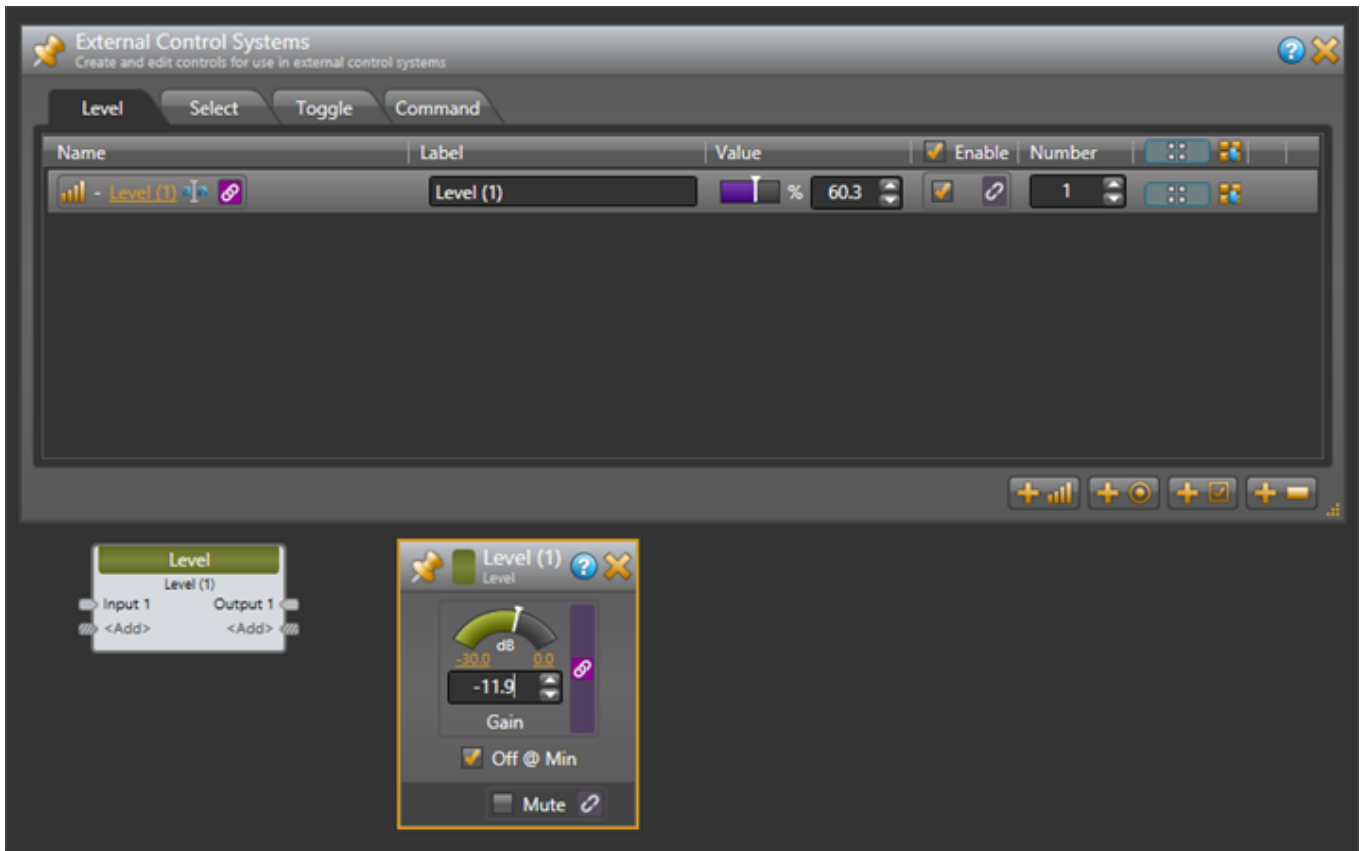 External Control Systems
Create and edit controls for use in external control systems
Level Select Toggle Command
Name Label Value Enable Number
- Level (1) Level (1) % 60.3 1
Level
Level (1)
Input 1 Output 1
<Add> <Add>
Level (1)
Level
dB
-30.0 0.0
-11.9
Gain
Off @ Min
Mute